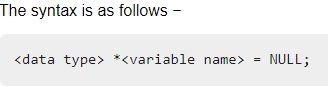 The syntax is as follows −
<data type> *<variable name> = NULL;